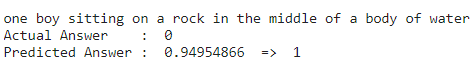 one boy sitting on a rock in the middle of a body of water
Actual Answer : 0
Predicted Answer : 0.94954866 => 1